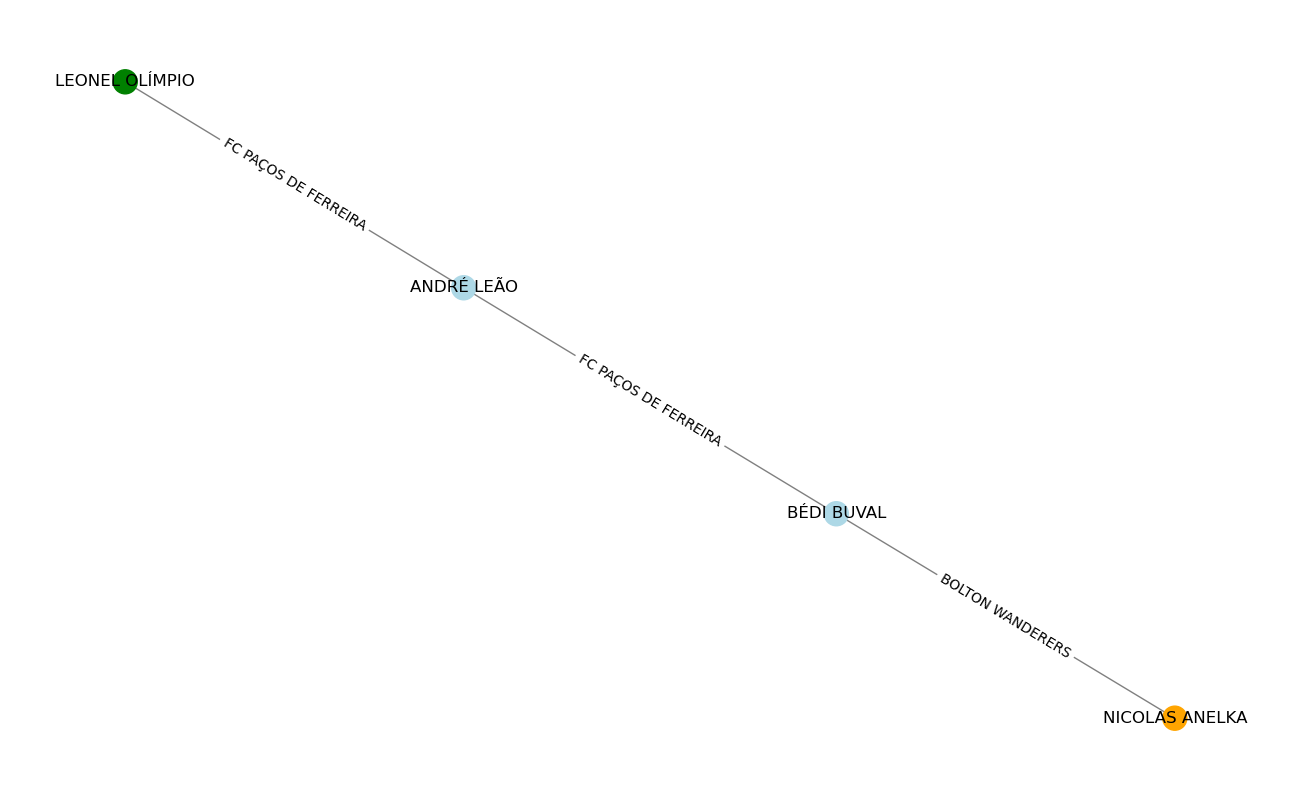 LEONEL OLÍMPIO
FC PAÇOS DE FERREIRA
ANDRÉ LEÃO
FC PAÇOS DE FERREIRA
BÉDI BUVAL
BOLTON WANDERERS
NICOLAS ANELKA